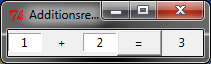 Additionsre...
1 + 2 = 3